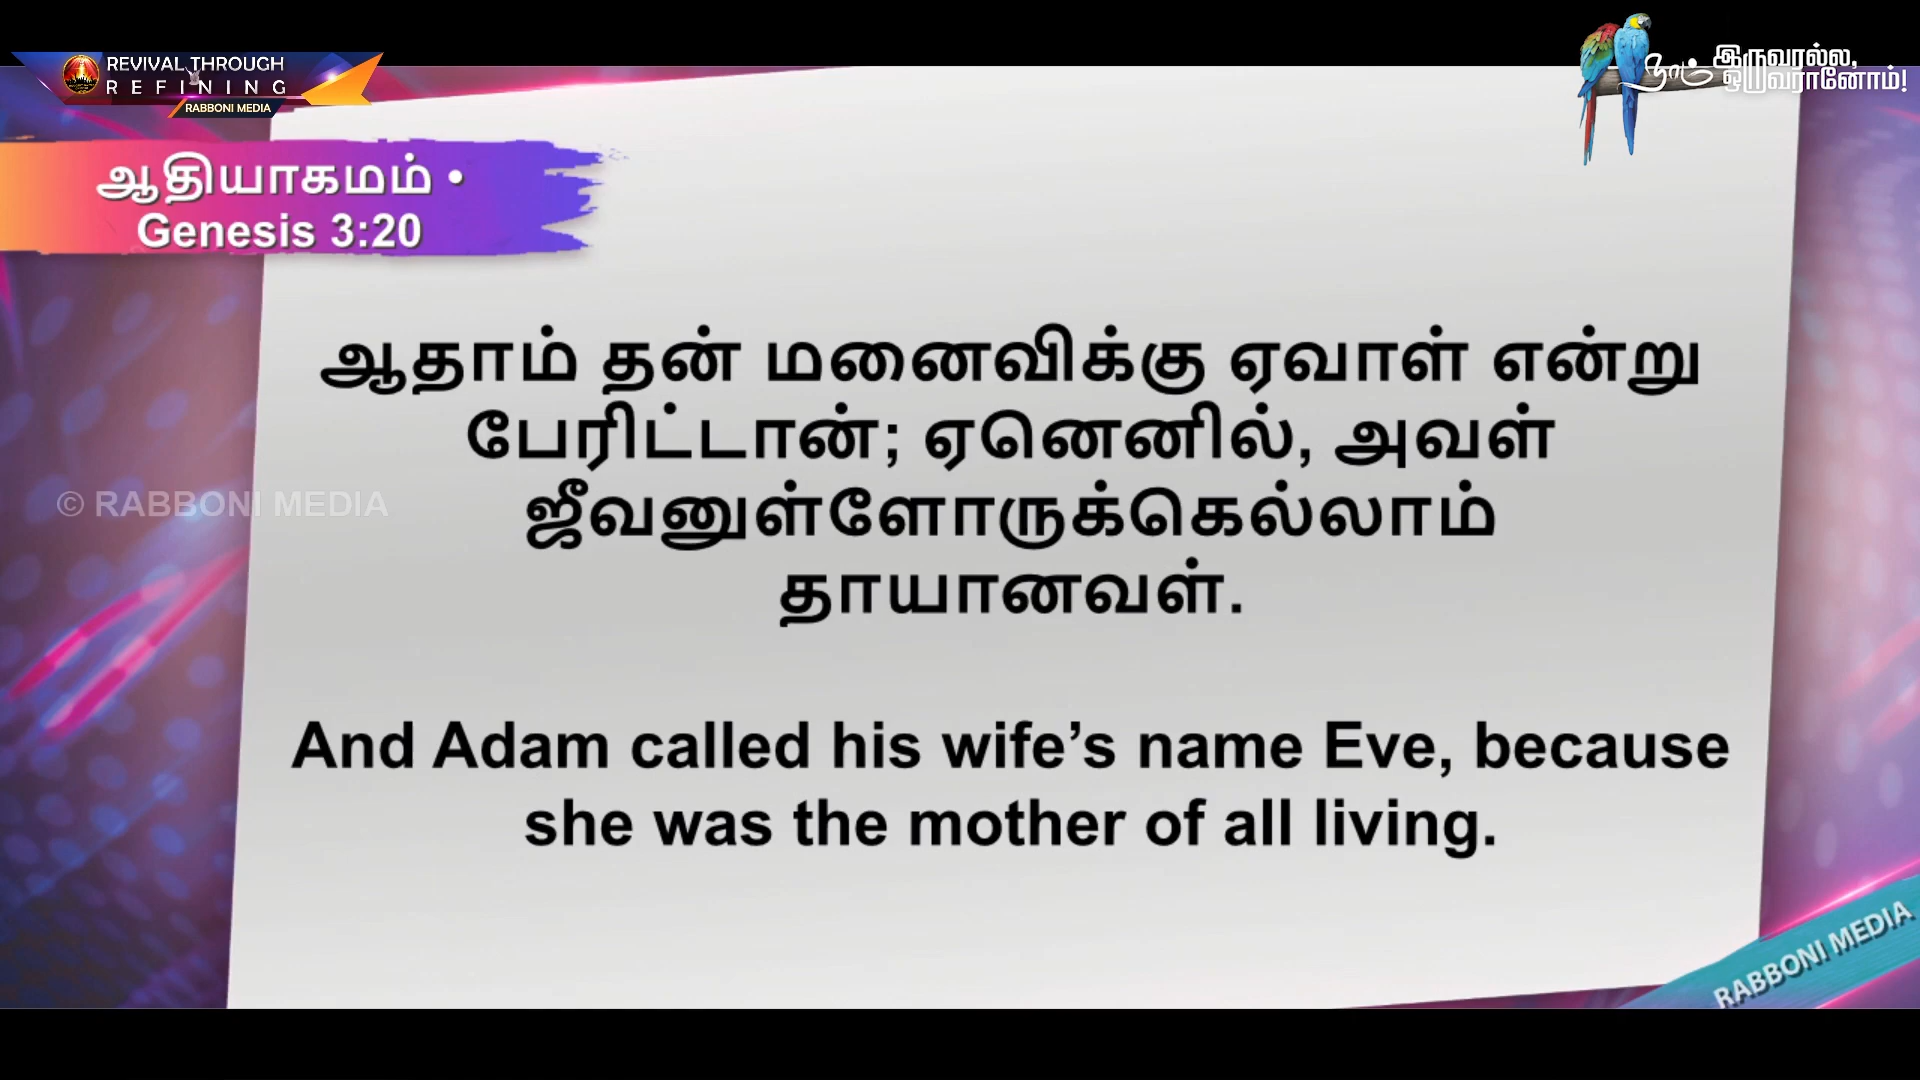 REVIVAL THROUGH
REFINING
RABBONI MEDIA
நாம் இருவரல்ல,
ஒருவரானோம்!
ஆதியாகமம் •
Genesis 3:20
ஆதாம் தன் மனைவிக்கு ஏவாள் என்று
பேரிட்டான்; ஏனெனில், அவள்
ஜீவனுள்ளோருக்கெல்லாம்
தாயானவள்.
© RABBONI MEDIA
And Adam called his wife’s name Eve, because
she was the mother of all living.
RABBONI MEDIA